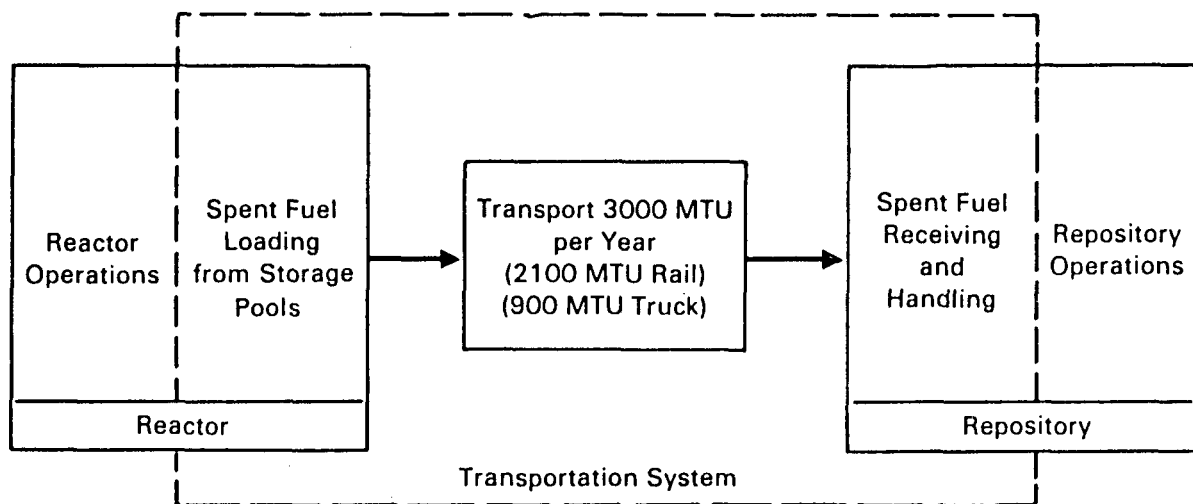 Reactor
Operations
Spent Fuel
Loading
from Storage
Pools
Reactor
Transport 3000 MTU
per Year
(2100 MTU Rail)
(900 MTU Truck)
Spent Fuel
Receiving
and
Handling
Repository
Operations
Repository
Transportation System